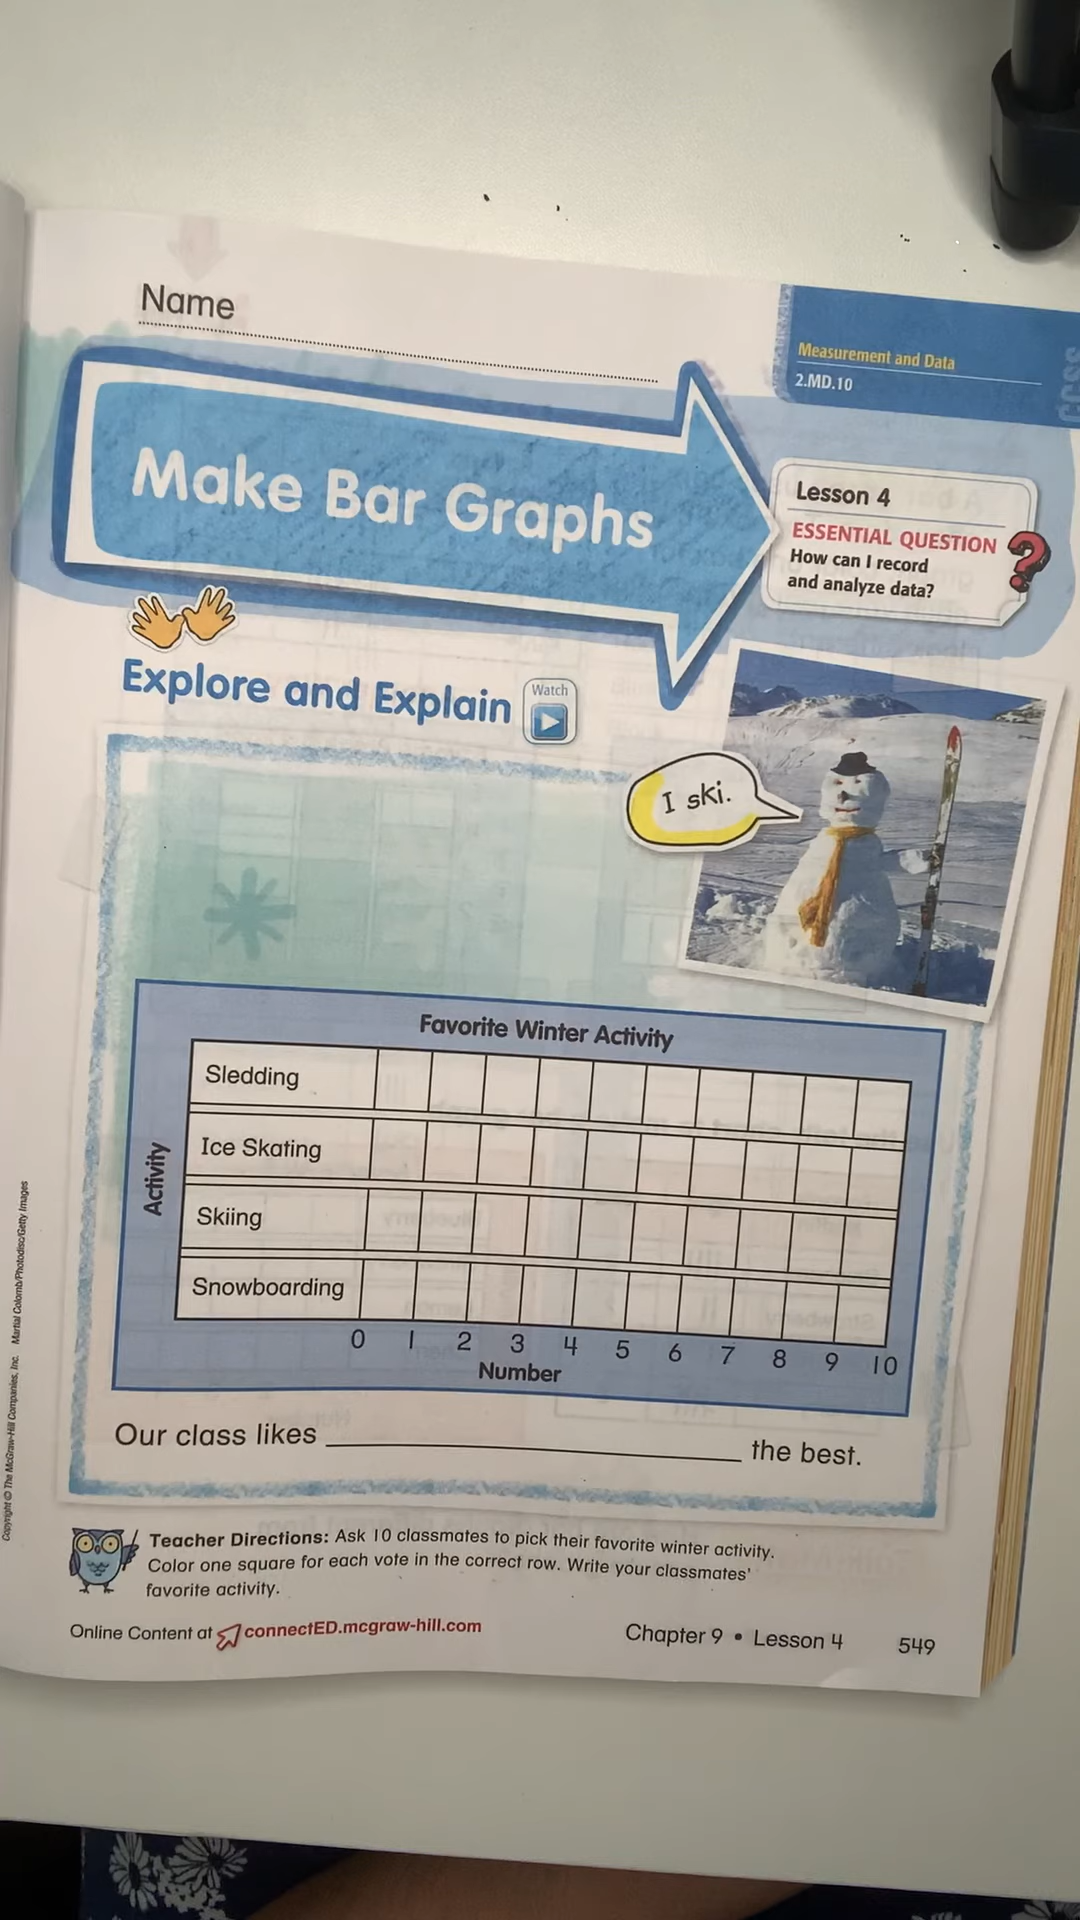 Name
Measurement and Data
2.MD.10
CCSS
Make Bar Graphs
Lesson 4
ESSENTIAL QUESTION
How can I record
and analyze data?
?
Explore and Explain
Watch
I ski.
Favorite Winter Activity
Activity
Sledding
Ice Skating
Skiing
Snowboarding
0 1 2 3 4 5 6 7 8 9 10
Number
Our class likes the best.
Teacher Directions: Ask 10 classmates to pick their favorite winter activity.
Color one square for each vote in the correct row. Write your classmates'
favorite activity.
Online Content at connectED.mcgraw-hill.com
Chapter 9 • Lesson 4 549
Copyright © The McGraw-Hill Companies, Inc. Martial Colomb/Photodisc/Getty Images